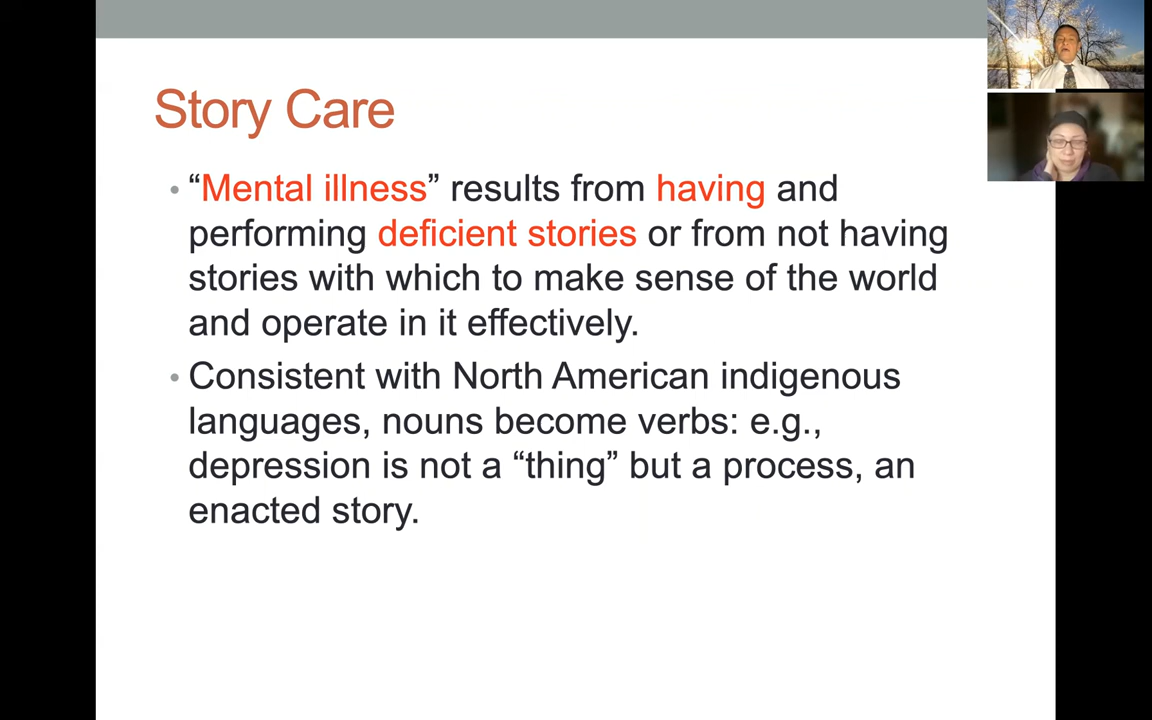 Story Care
• “Mental illness” results from having and
performing deficient stories or from not having
stories with which to make sense of the world
and operate in it effectively.
• Consistent with North American indigenous
languages, nouns become verbs: e.g.,
depression is not a “thing” but a process, an
enacted story.